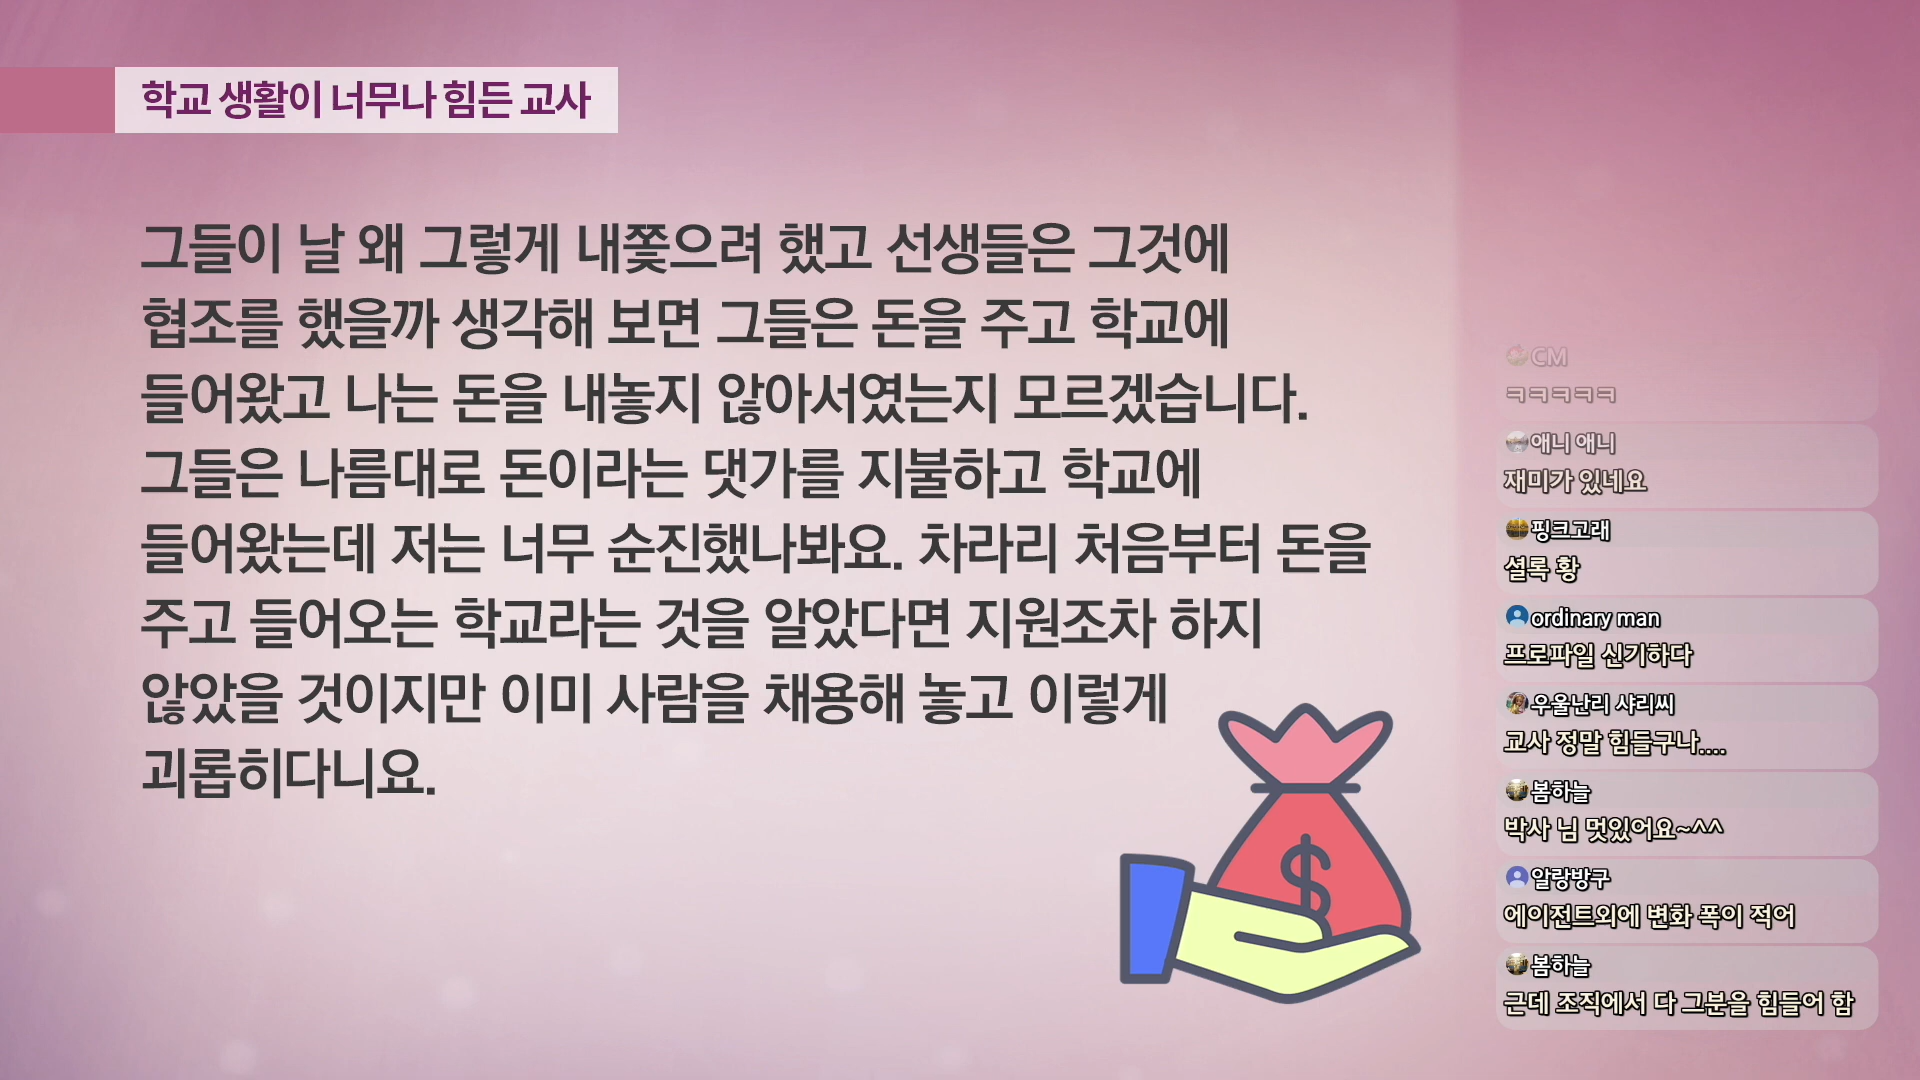 학교 생활이 너무나 힘든 교사
그들이 날 왜 그렇게 내쫓으려 했고 선생들은 그것에
협조를 했을까 생각해 보면 그들은 돈을 주고 학교에
들어왔고 나는 돈을 내놓지 않아서였는지 모르겠습니다.
그들은 나름대로 돈이라는 댓가를 지불하고 학교에
들어왔는데 저는 너무 순진했나봐요. 차라리 처음부터 돈을
주고 들어오는 학교라는 것을 알았다면 지원조차 하지
않았을 것이지만 이미 사람을 채용해 놓고 이렇게
괴롭히다니요.
$
CM
ㅋㅋㅋㅋㅋ
애니 애니
재미가 있네요
핑크고래
셜록 황
ordinary man
프로파일 신기하다
우울난리 샤리씨
교사 정말 힘들구나....
봄하늘
박사 님 멋있어요~^^
알랑방구
에이전트외에 변화 폭이 적어
봄하늘
근데 조직에서 다 그분을 힘들어 함